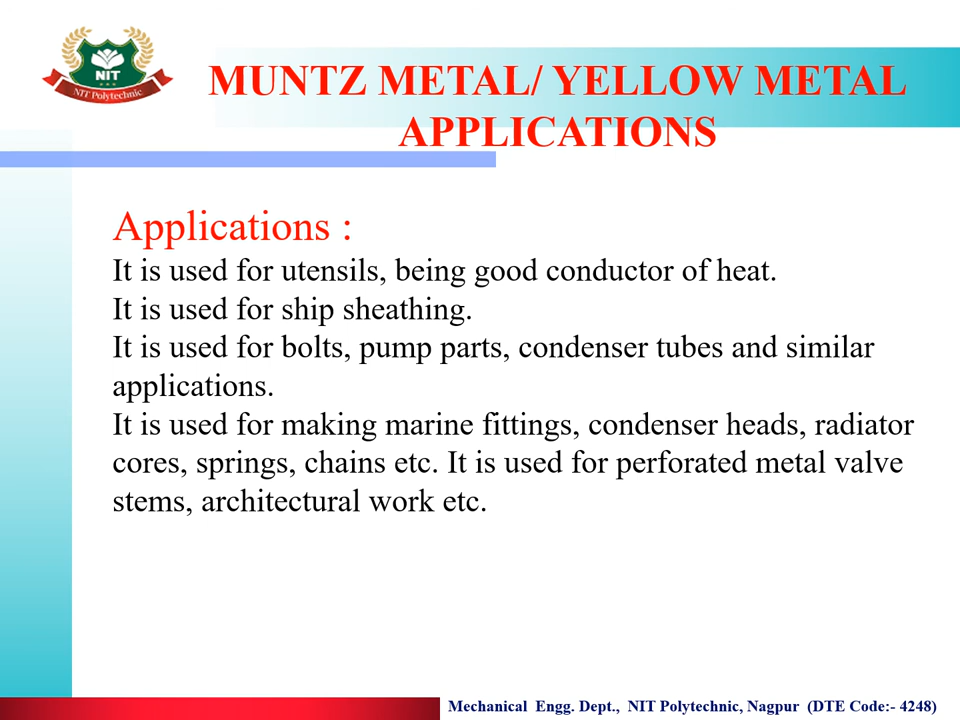 NIT
NIT Polytechnic
MUNTZ METAL/ YELLOW METAL
APPLICATIONS
Applications :
It is used for utensils, being good conductor of heat.
It is used for ship sheathing.
It is used for bolts, pump parts, condenser tubes and similar
applications.
It is used for making marine fittings, condenser heads, radiator
cores, springs, chains etc. It is used for perforated metal valve
stems, architectural work etc.
Mechanical Engg. Dept., NIT Polytechnic, Nagpur (DTE Code:- 4248)